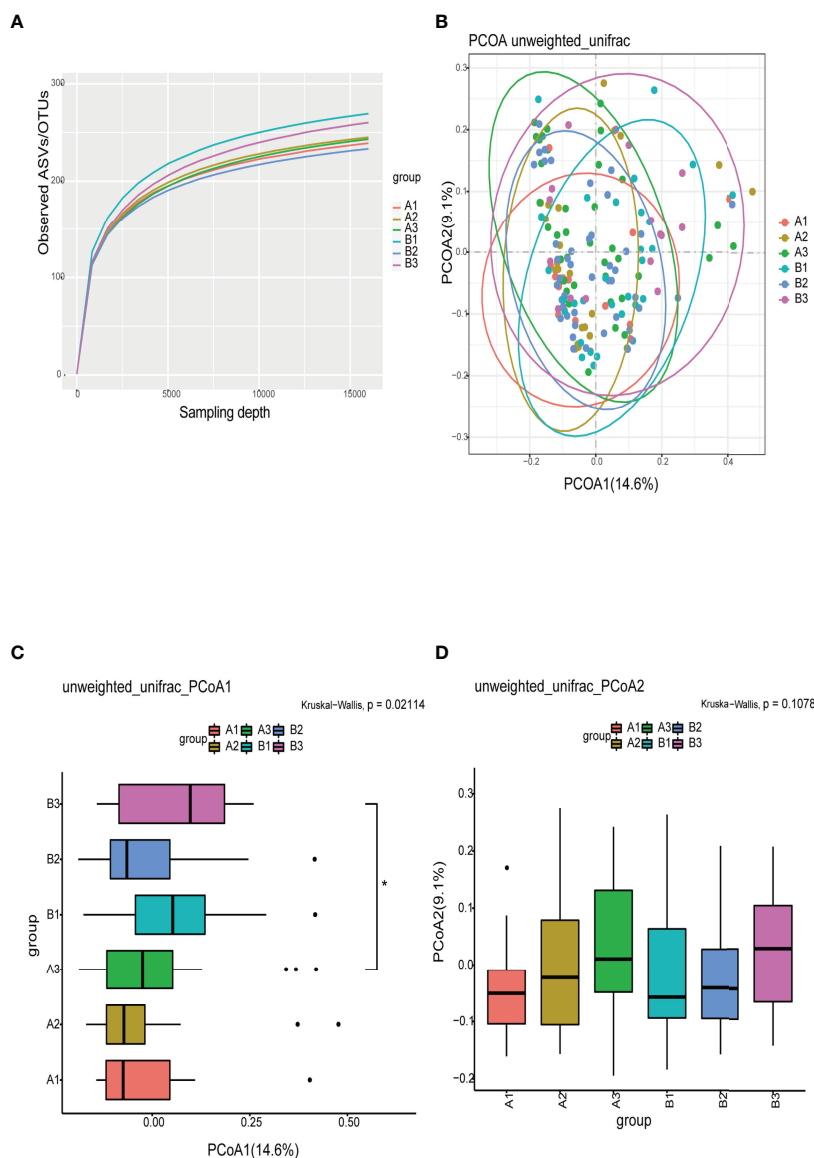 A
300
200
100
0
Observed ASVs/OTUs
0 5000 10000 15000
Sampling depth
group
A1
A2
A3
B1
B2
B3
B
PCOA unweighted_unifrac
0.3
0.2
0.1
0.0
−0.1
−0.2
−0.3
PCOA2(9.1%)
−0.2 0.0 0.2 0.4
PCOA1(14.6%)
A1
A2
A3
B1
B2
B3
C
unweighted_unifrac_PCoA1
Kruskal−Wallis, p = 0.02114
group
A1 A3 B2
A2 B1 B3
B3
B2
B1
A3
A2
A1
group
*
0.00 0.25 0.50
PCoA1(14.6%)
D
unweighted_unifrac_PCoA2
Kruska−Wallis, p = 0.1078
group
A1 A3 B2
A2 B1 B3
0.3
0.2
0.1
0.0
−0.1
−0.2
PCoA2(9.1%)
A1 A2 A3 B1 B2 B3
group